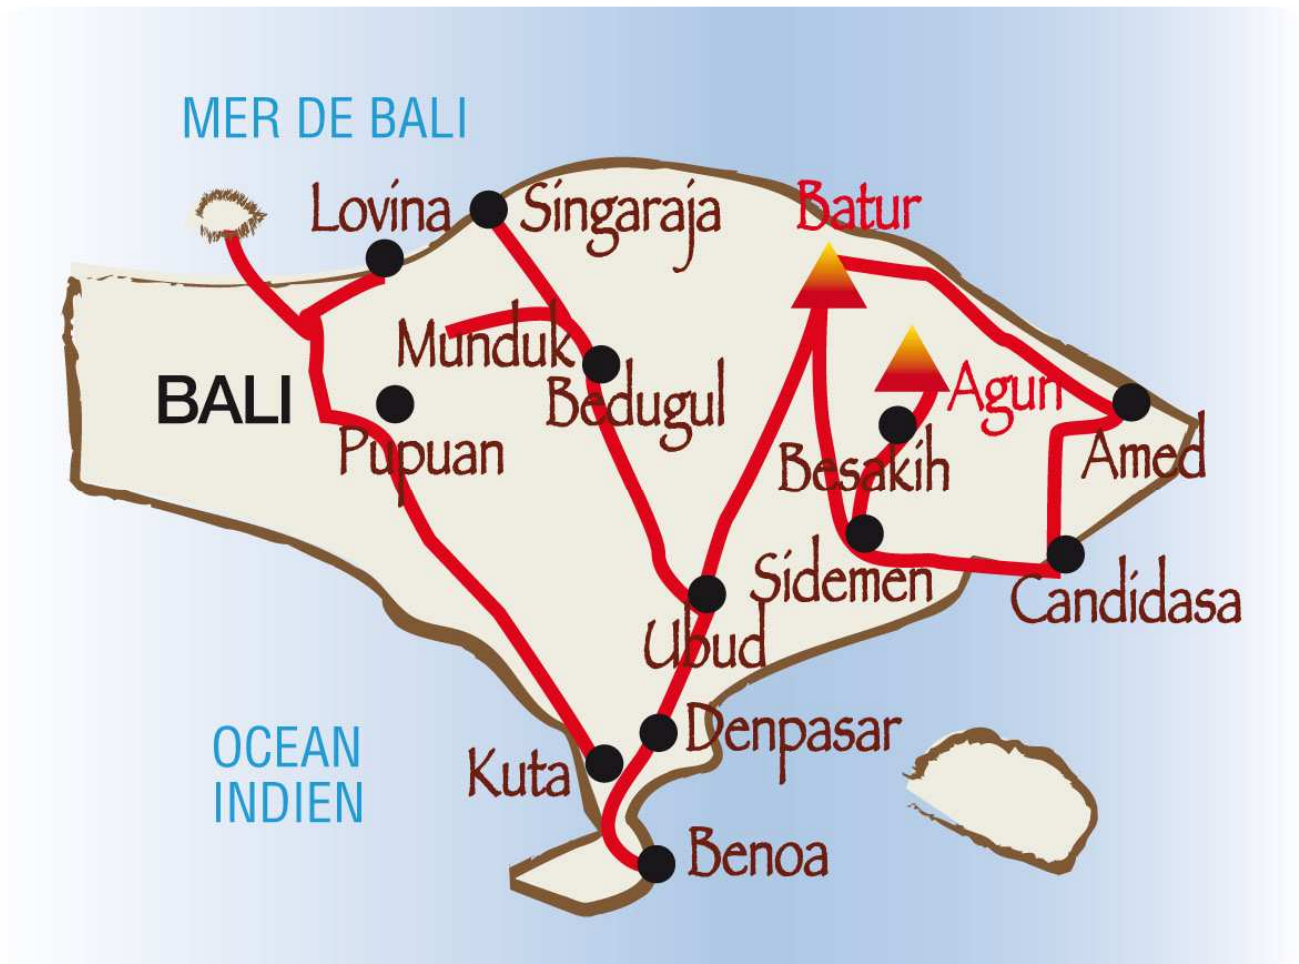 MER DE BALI
Lovina
Singaraja
Batur
Munduk
BALI
Bedugul
Agun
Pupuan
Besakih
Amed
Sidemen
Candidasa
Ubud
Denpasar
OCEAN
INDIEN
Kuta
Benoa